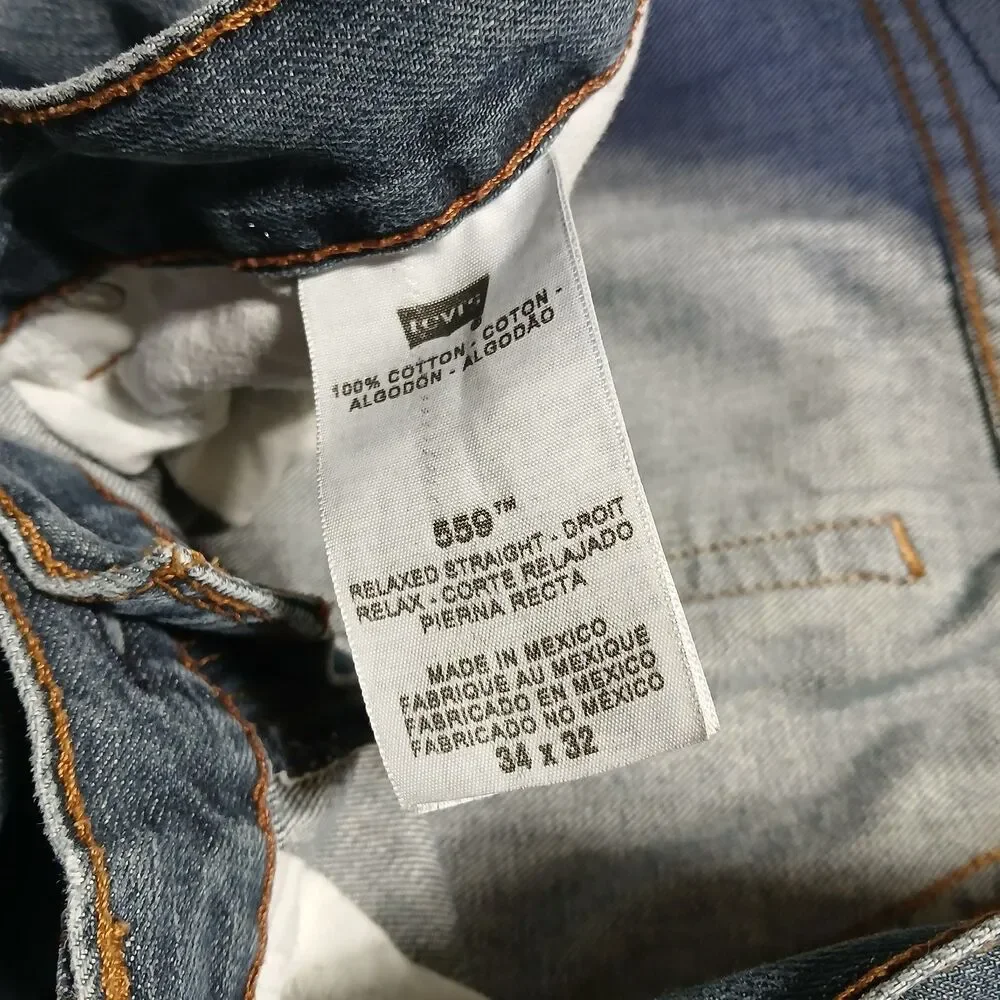 Levi's
100% COTTON - COTON -
ALGODÓN - ALGODÃO
559™
RELAXED STRAIGHT - DROIT
RELAX - CORTE RELAJADO
PIERNA RECTA
MADE IN MEXICO
FABRIQUE AU MEXIQUE
FABRICADO EN MEXICO
FABRICADO NO MEXICO
34 x 32